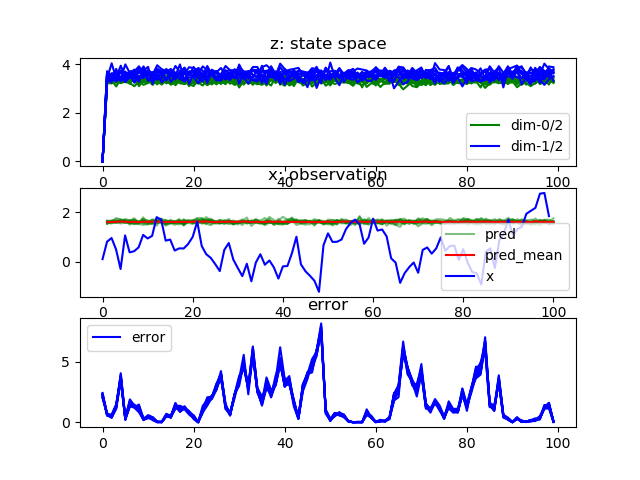 z: state space
4
2
0
dim-0/2
dim-1/2
0 20 40 60 80 100
x: observation
2
0
pred
pred_mean
x
0 20 40 60 80 100
error
5
0
error
0 20 40 60 80 100